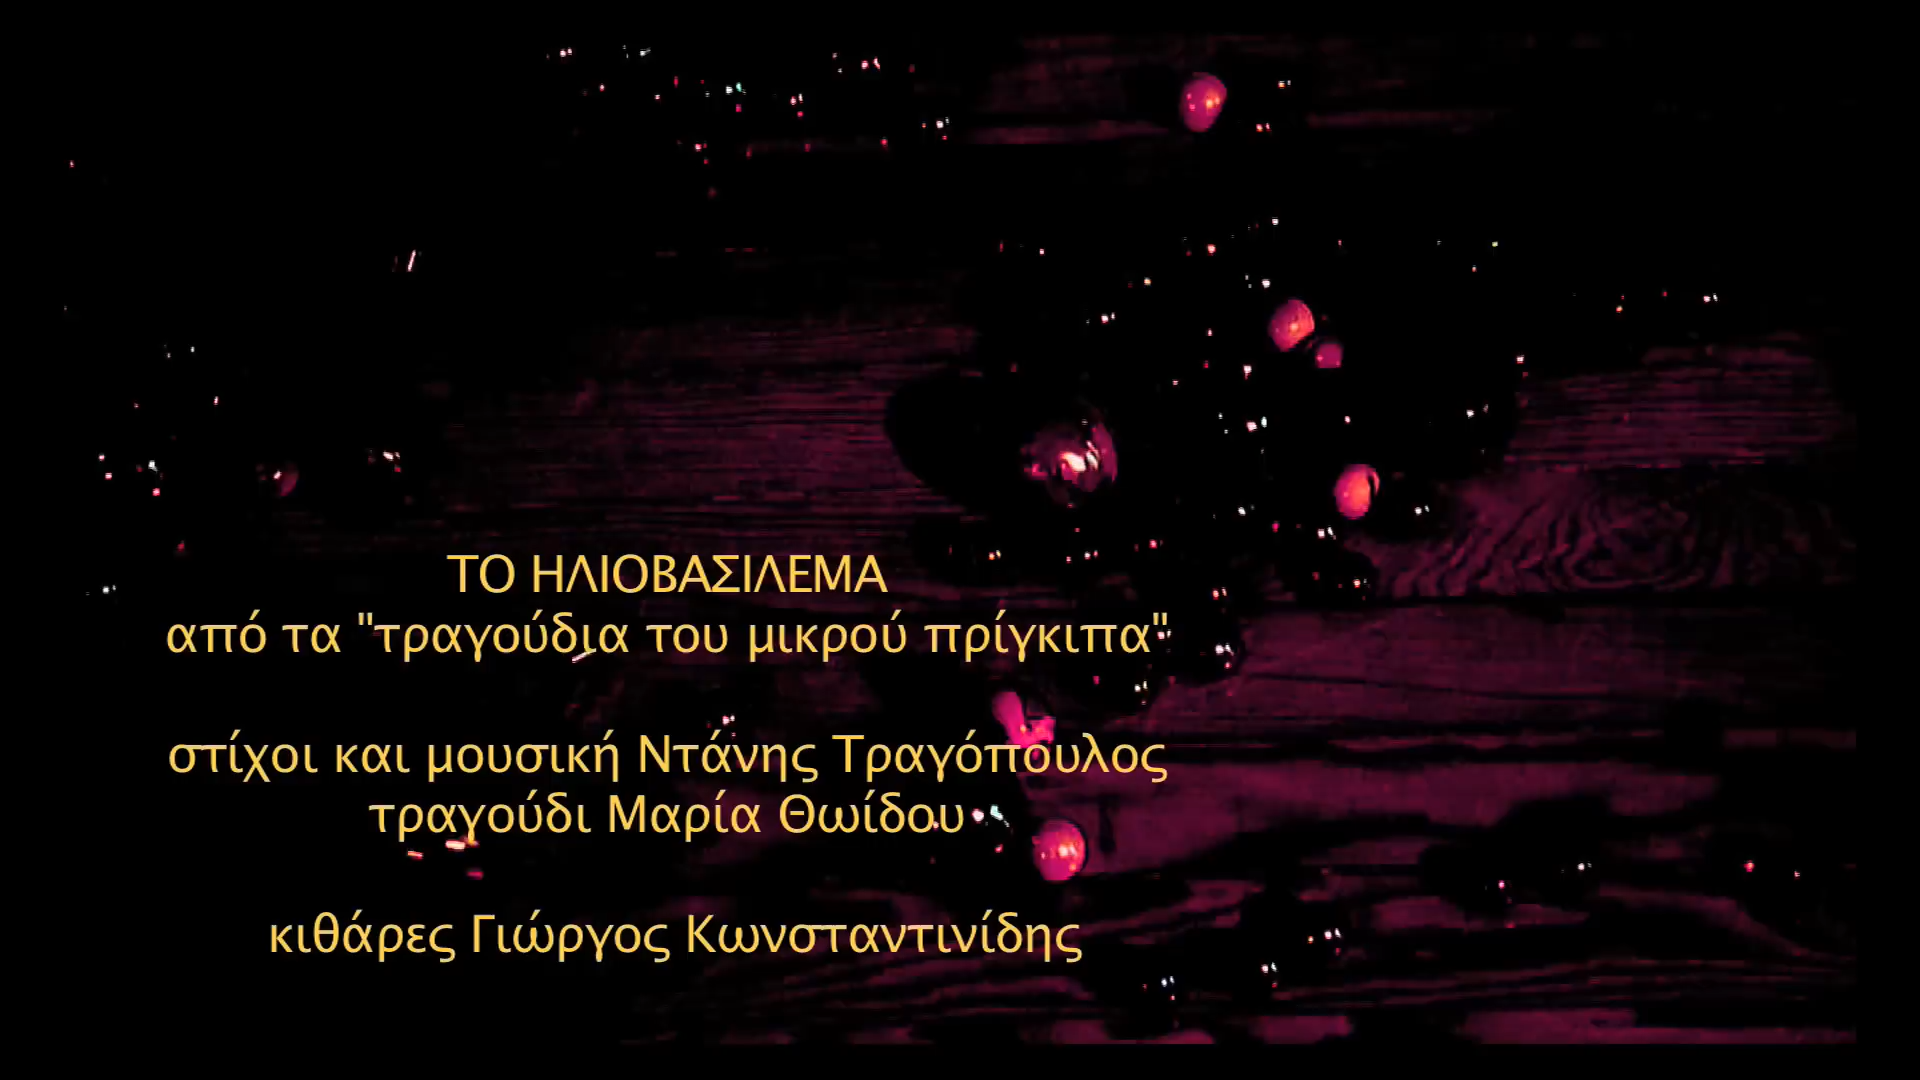 ΤΟ ΗΛΙΟΒΑΣΙΛΕΜΑ
από τα "τραγούδια του μικρού πρίγκιπα"
στίχοι και μουσική Ντάνης Τραγόπουλος
τραγούδι Μαρία Θωίδου
κιθάρες Γιώργος Κωνσταντινίδης